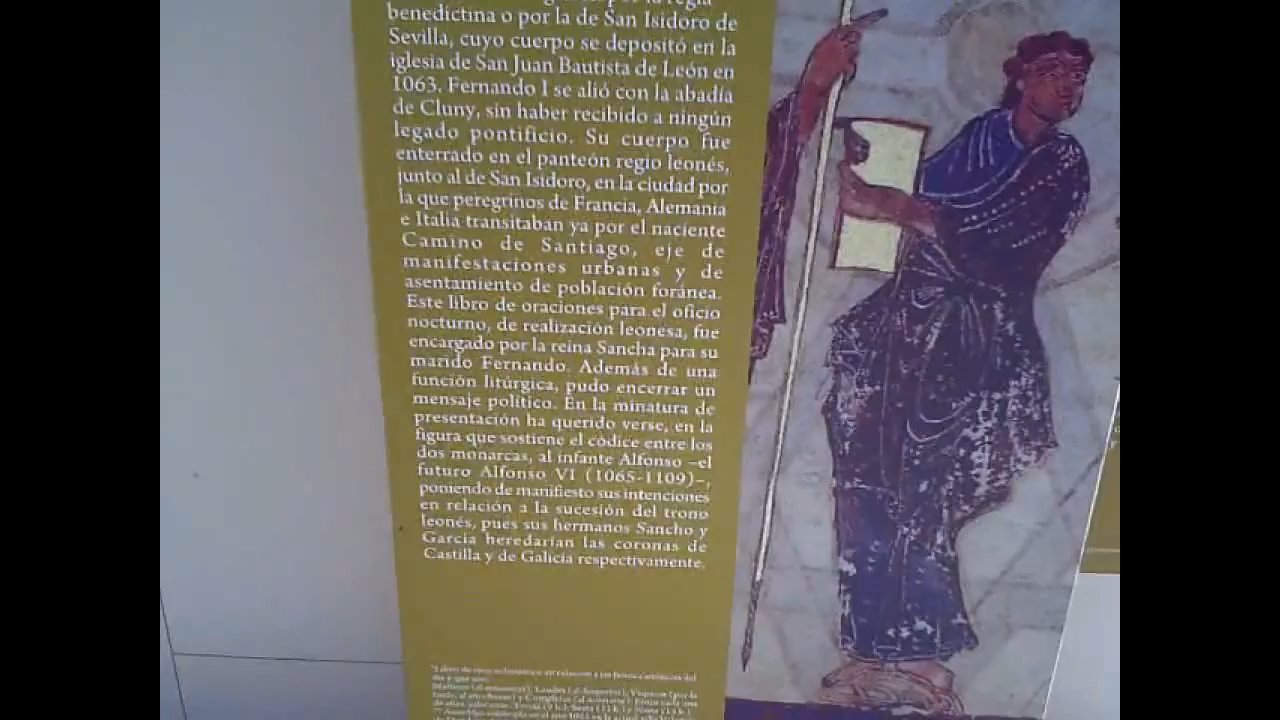 regla
benedictina o por la de San Isidoro de
Sevilla, cuyo cuerpo se depositó en la
iglesia de San Juan Bautista de León en
1063. Fernando I se alió con la abadía
de Cluny, sin haber recibido a ningún
legado pontificio. Su cuerpo fue
enterrado en el panteón regio leonés,
junto al de San Isidoro, en la ciudad por
la que peregrinos de Francia, Alemania
e Italia transitaban ya por el naciente
Camino de Santiago, eje de
manifestaciones urbanas y de
asentamiento de población foránea.
Este libro de oraciones para el oficio
nocturno, de realización leonesa, fue
encargado por la reina Sancha para su
marido Fernando. Además de una
función litúrgica, pudo encerrar un
mensaje político. En la minatura de
presentación ha querido verse, en la
figura que sostiene el códice entre los
dos monarcas, al infante Alfonso –el
futuro Alfonso VI (1065-1109)–,
poniendo de manifiesto sus intenciones
en relación a la sucesión del trono
leonés, pues sus hermanos Sancho y
García heredarían las coronas de
Castilla y de Galicia respectivamente.